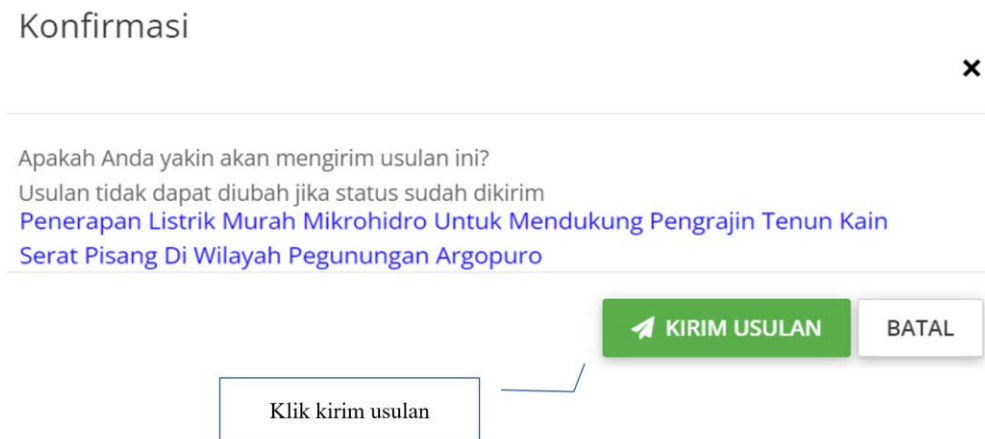 Konfirmasi
×
Apakah Anda yakin akan mengirim usulan ini?
Usulan tidak dapat diubah jika status sudah dikirim
Penerapan Listrik Murah Mikrohidro Untuk Mendukung Pengrajin Tenun Kain
Serat Pisang Di Wilayah Pegunungan Argopuro
KIRIM USULAN
BATAL
Klik kirim usulan